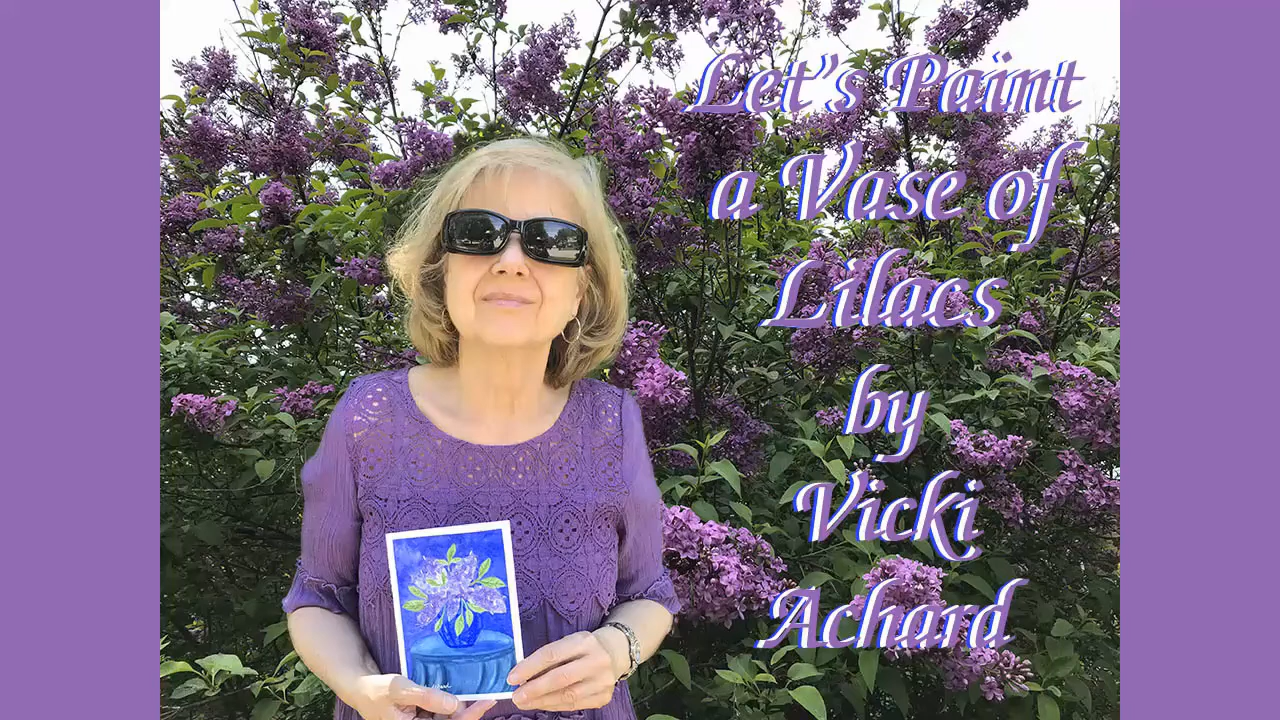 Let's Paint
a Vase of
Lilacs
by
Vicki
Achard